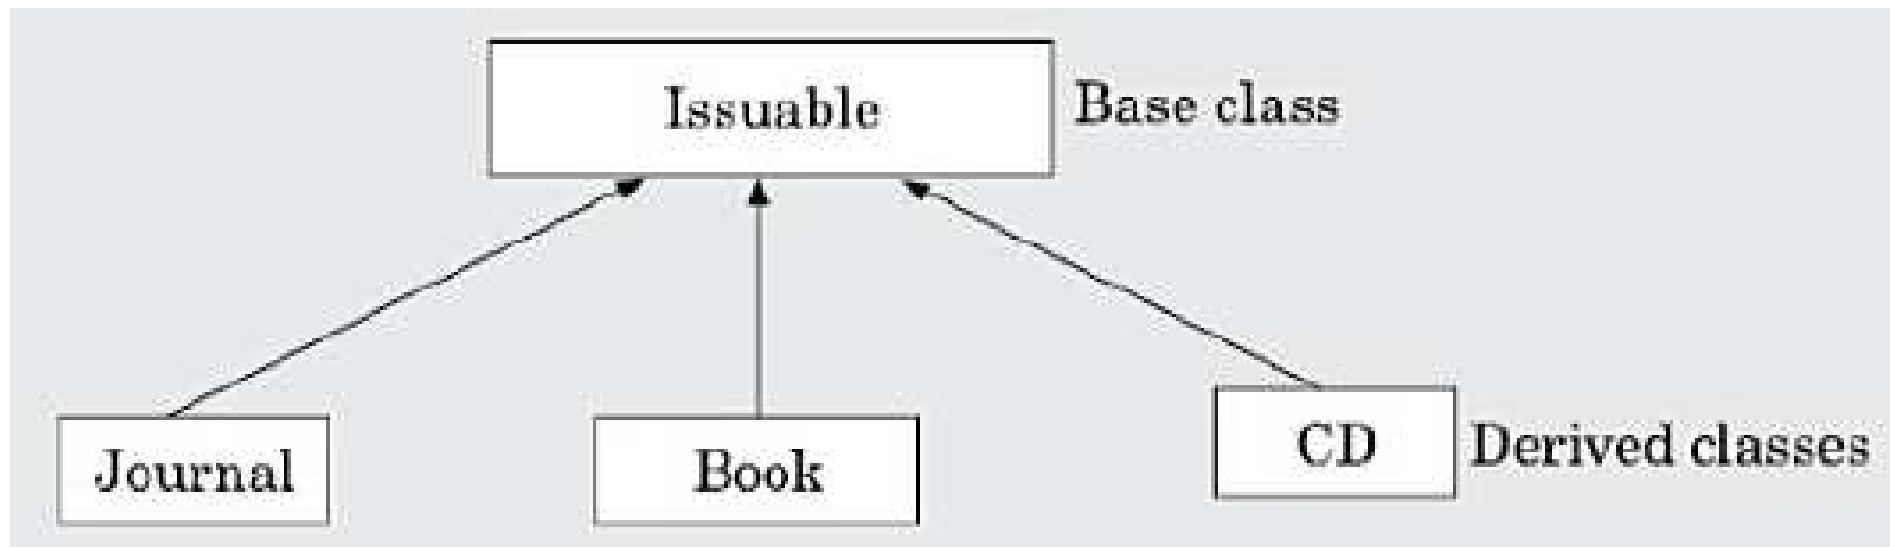 Issuable
Base class
Journal
Book
CD
Derived classes